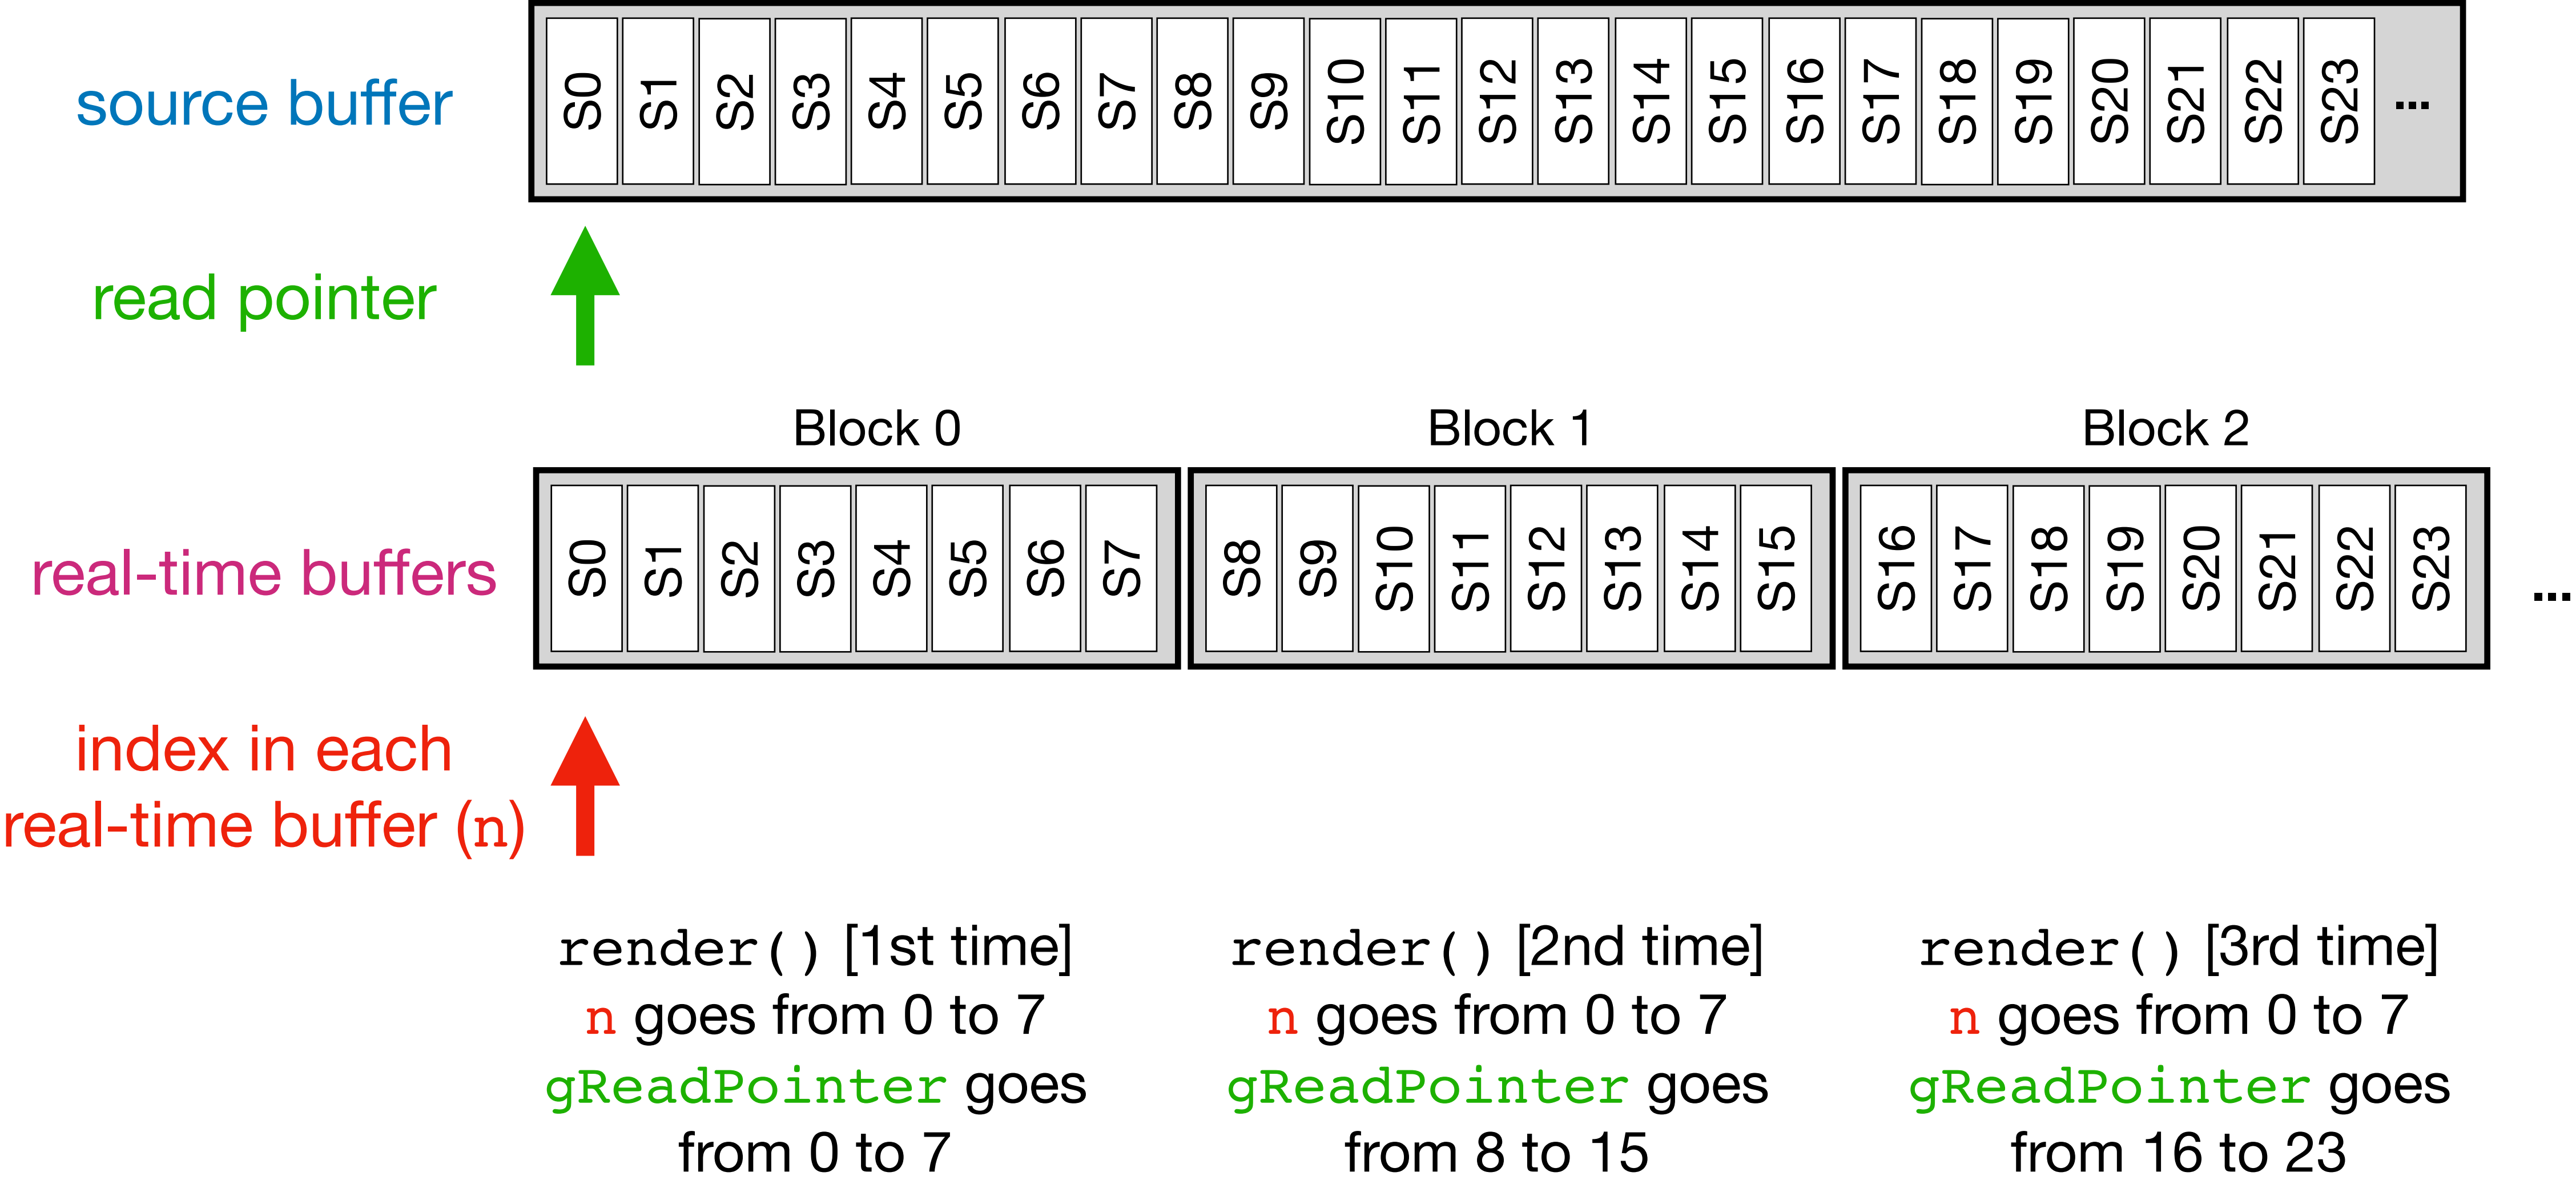 source buffer
S0 S1 S2 S3 S4 S5 S6 S7 S8 S9 S10 S11 S12 S13 S14 S15 S16 S17 S18 S19 S20 S21 S22 S23 ...
read pointer
Block 0
Block 1
Block 2
real-time buffers
S0 S1 S2 S3 S4 S5 S6 S7
S8 S9 S10 S11 S12 S13 S14 S15
S16 S17 S18 S19 S20 S21 S22 S23
...
index in each
real-time buffer (n)
render() [1st time]
n goes from 0 to 7
gReadPointer goes
from 0 to 7
render() [2nd time]
n goes from 0 to 7
gReadPointer goes
from 8 to 15
render() [3rd time]
n goes from 0 to 7
gReadPointer goes
from 16 to 23